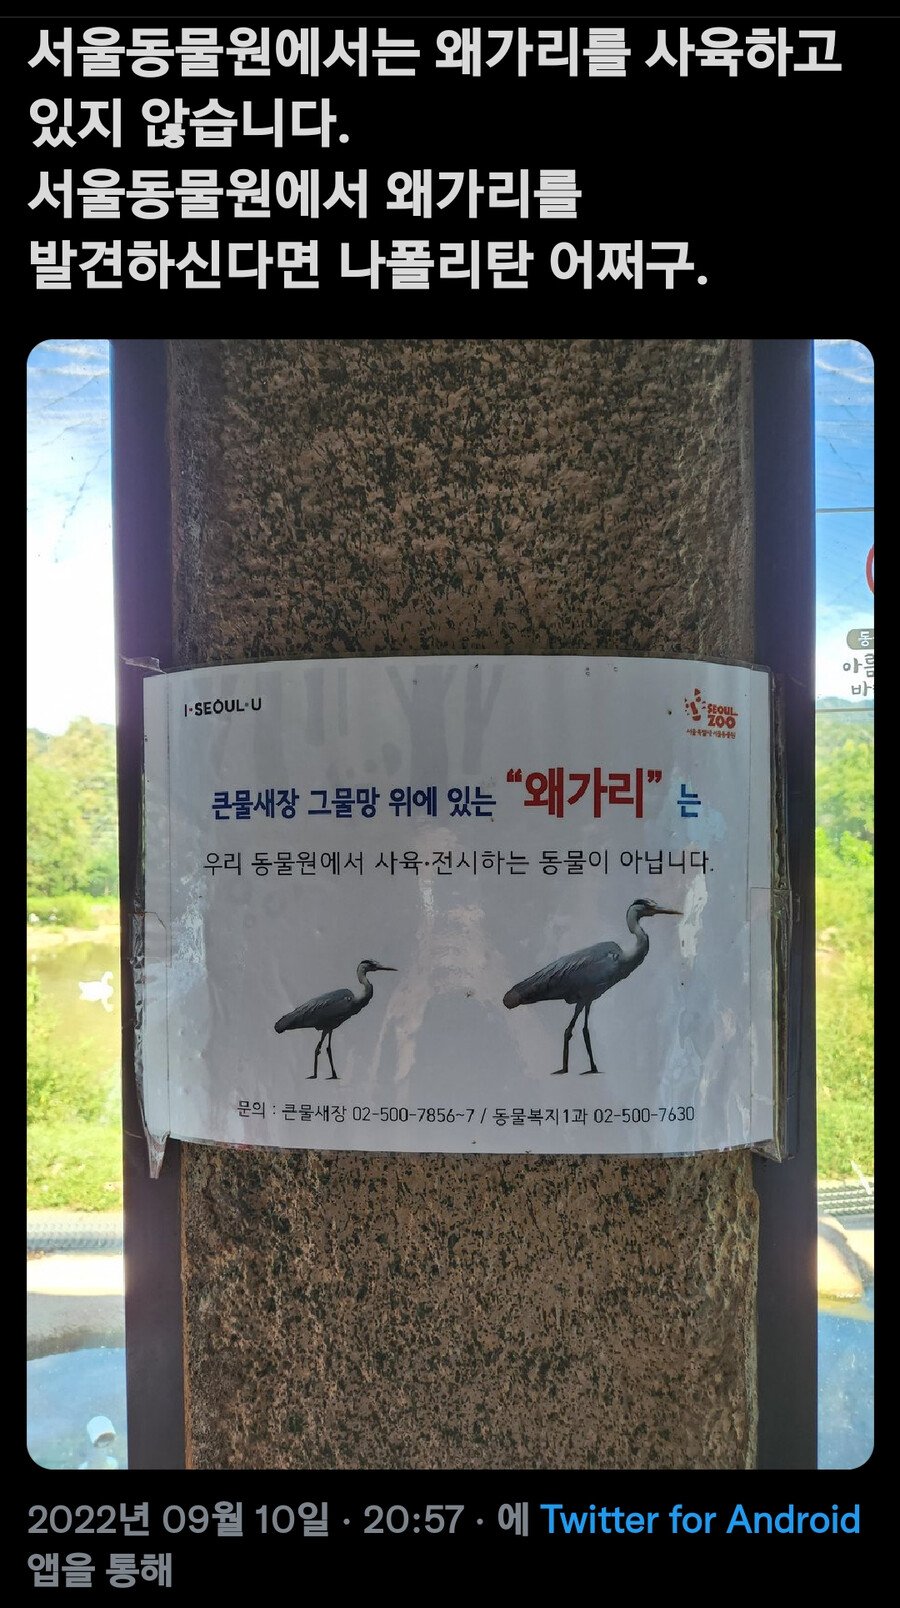 서울동물원에서는 왜가리를 사육하고
있지 않습니다.
서울동물원에서 왜가리를
발견하신다면 나폴리탄 어쩌구.
I·SEOUL·U
SEOUL
ZOO
큰물새장 그물망 위에 있는 “왜가리” 는
우리 동물원에서 사육·전시하는 동물이 아닙니다.
문의 : 큰물새장 02-500-7856~7 / 동물복지1과 02-500-7630
2022년 09월 10일 · 20:57 · 에 Twitter for Android
앱을 통해